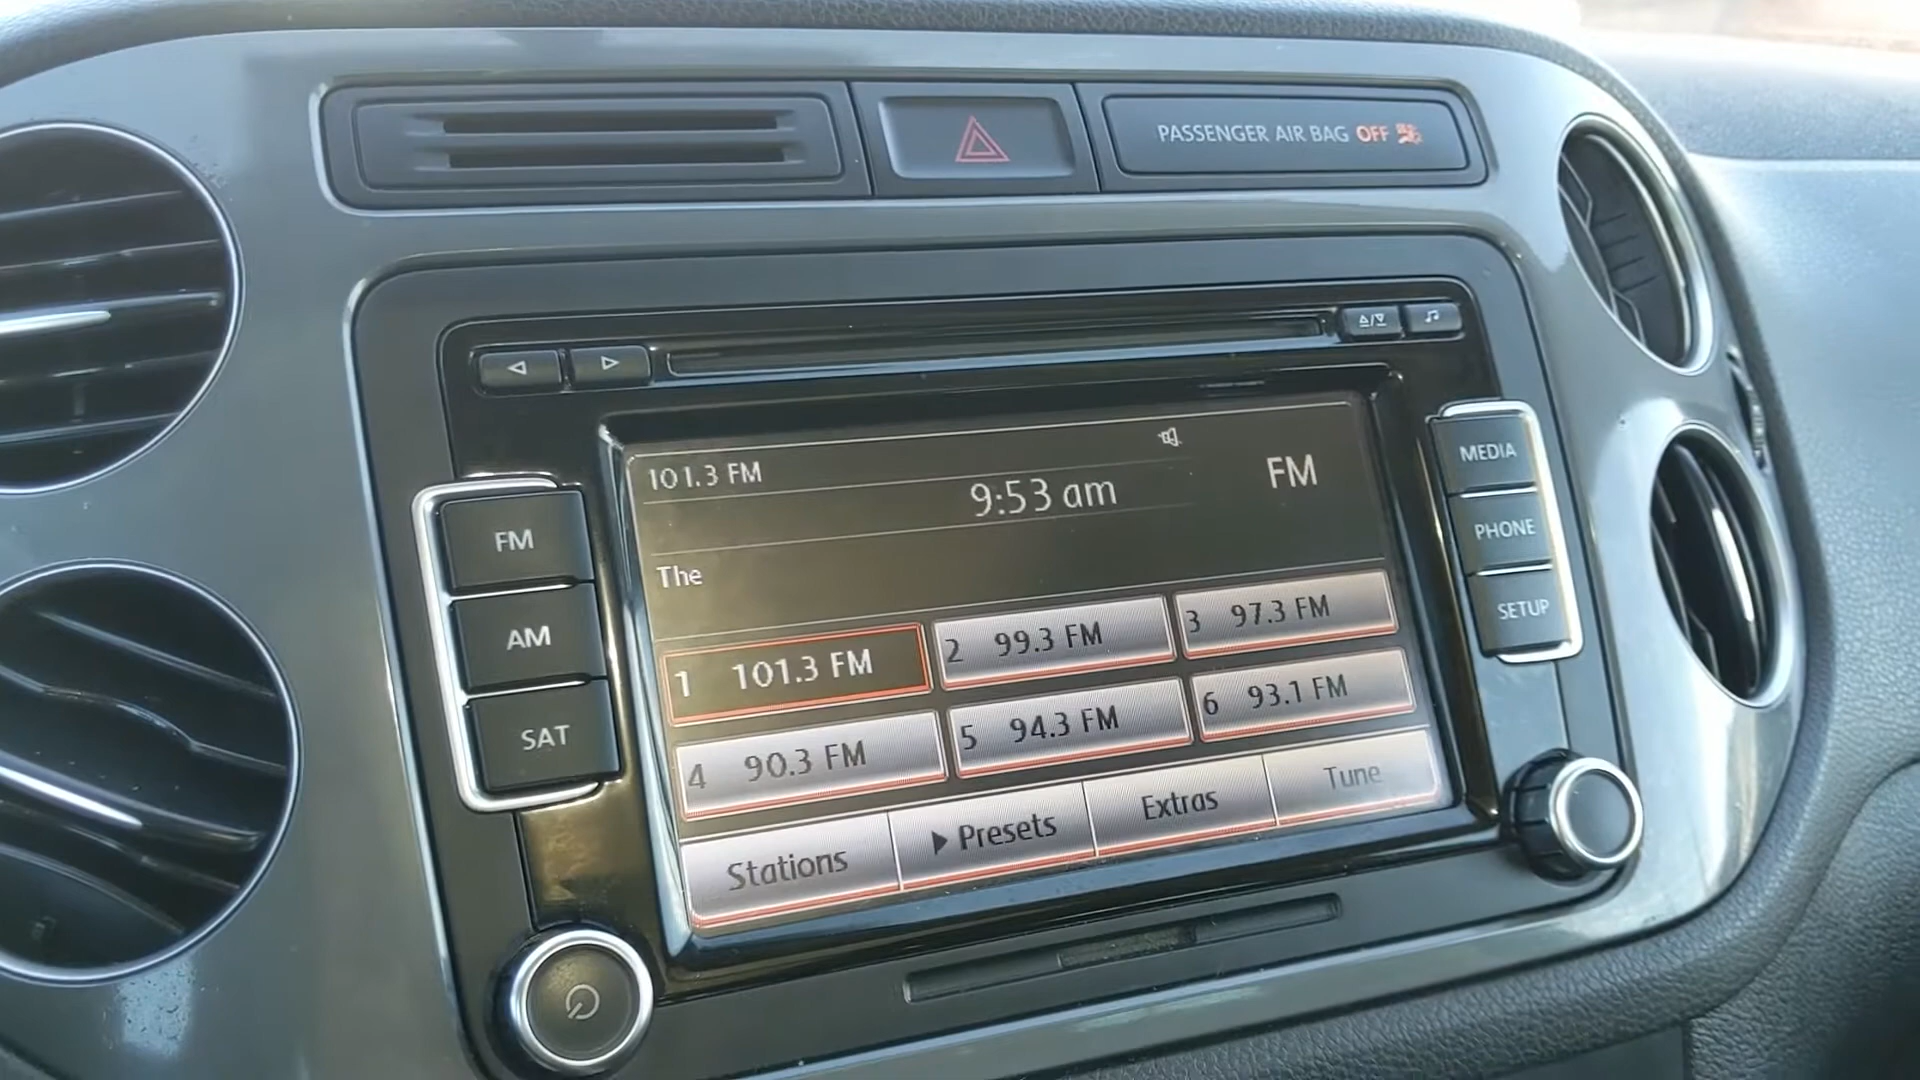 PASSENGER AIR BAG OFF
101.3 FM
9:53 am
FM
The
1 101.3 FM
2 99.3 FM
3 97.3 FM
4 90.3 FM
5 94.3 FM
6 93.1 FM
Stations
Presets
Extras
Tune
FM
AM
SAT
MEDIA
PHONE
SETUP